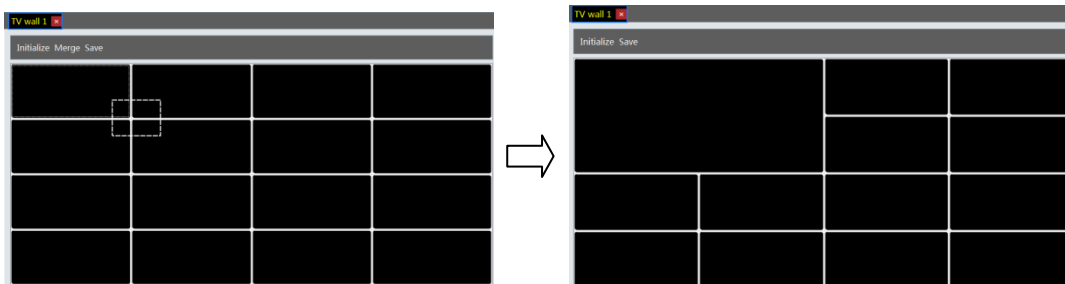 TV wall 1
Initialize Merge Save
TV wall 1
Initialize Save